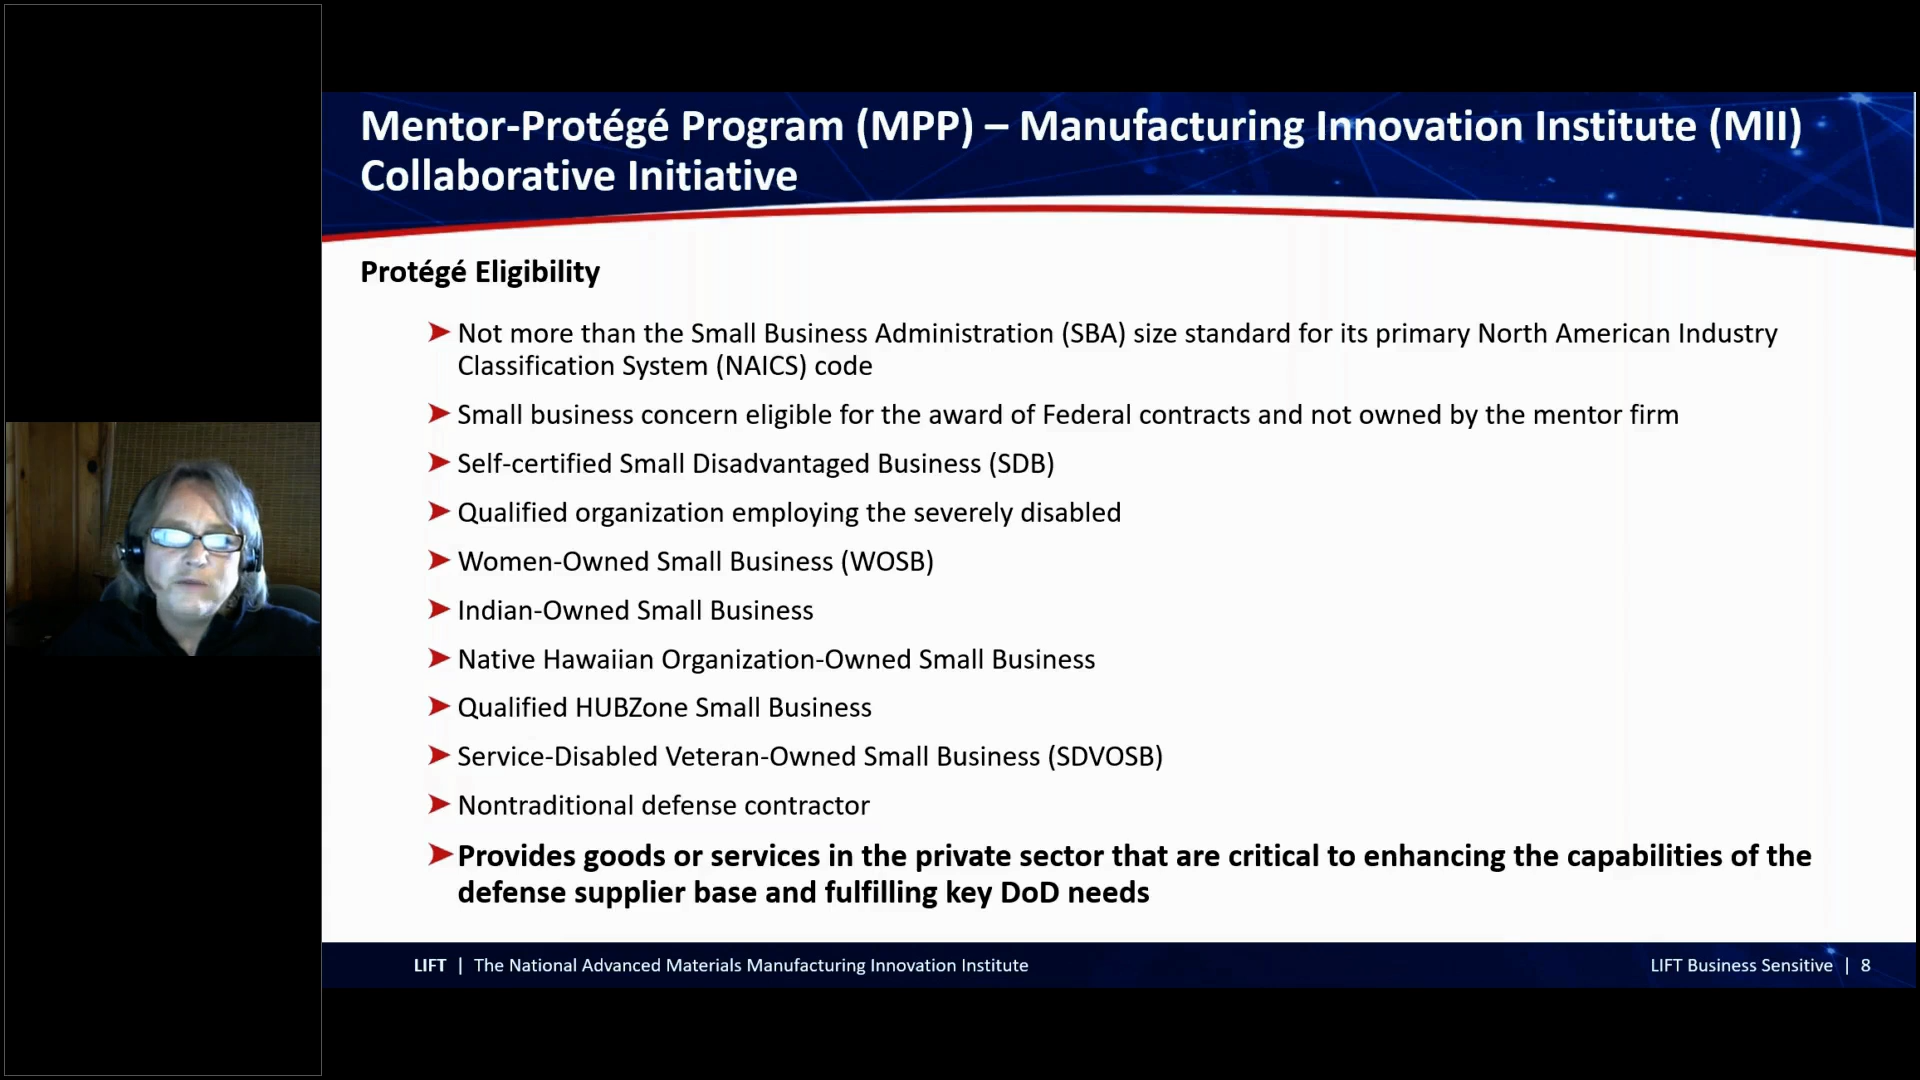 Mentor-Protégé Program (MPP) – Manufacturing Innovation Institute (MII)
Collaborative Initiative
Protégé Eligibility
Not more than the Small Business Administration (SBA) size standard for its primary North American Industry
Classification System (NAICS) code
Small business concern eligible for the award of Federal contracts and not owned by the mentor firm
Self-certified Small Disadvantaged Business (SDB)
Qualified organization employing the severely disabled
Women-Owned Small Business (WOSB)
Indian-Owned Small Business
Native Hawaiian Organization-Owned Small Business
Qualified HUBZone Small Business
Service-Disabled Veteran-Owned Small Business (SDVOSB)
Nontraditional defense contractor
Provides goods or services in the private sector that are critical to enhancing the capabilities of the
defense supplier base and fulfilling key DoD needs
LIFT | The National Advanced Materials Manufacturing Innovation Institute
LIFT Business Sensitive | 8